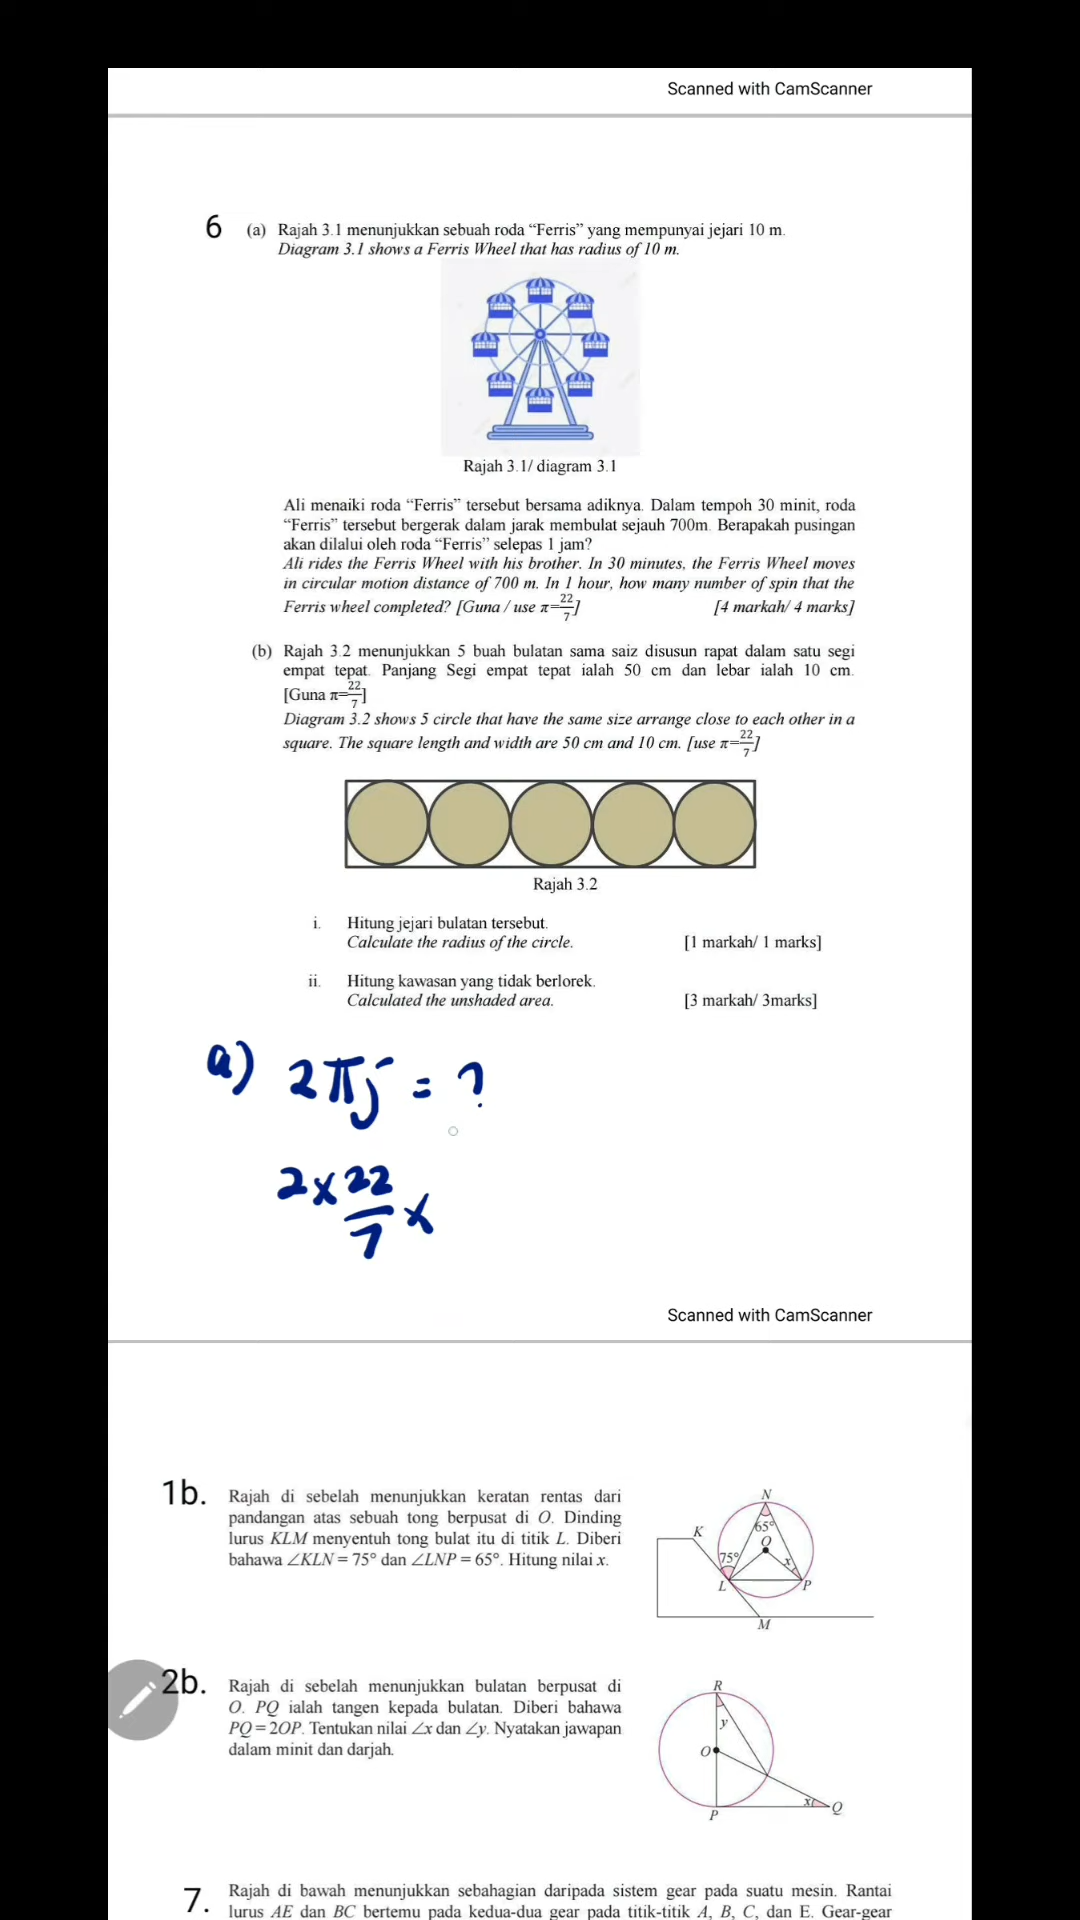 Scanned with CamScanner
6 (a) Rajah 3.1 menunjukkan sebuah roda “Ferris” yang mempunyai jejari 10 m.
Diagram 3.1 shows a Ferris Wheel that has radius of 10 m.
Rajah 3.1/ diagram 3.1
Ali menaiki roda “Ferris” tersebut bersama adiknya. Dalam tempoh 30 minit, roda
“Ferris” tersebut bergerak dalam jarak membulat sejauh 700m. Berapakah pusingan
akan dilalui oleh roda “Ferris” selepas 1 jam?
Ali rides the Ferris Wheel with his brother. In 30 minutes, the Ferris Wheel moves
in circular motion distance of 700 m. In 1 hour, how many number of spin that the
Ferris wheel completed? [Guna / use π=22/7] [4 markah/ 4 marks]
(b) Rajah 3.2 menunjukkan 5 buah bulatan sama saiz disusun rapat dalam satu segi
empat tepat. Panjang Segi empat tepat ialah 50 cm dan lebar ialah 10 cm.
[Guna π=22/7]
Diagram 3.2 shows 5 circle that have the same size arrange close to each other in a
square. The square length and width are 50 cm and 10 cm. [use π=22/7]
Rajah 3.2
i. Hitung jejari bulatan tersebut.
Calculate the radius of the circle. [1 markah/ 1 marks]
ii. Hitung kawasan yang tidak berlorek.
Calculated the unshaded area. [3 markah/ 3marks]
a) 2πj = ?
2 × 22/7 ×
Scanned with CamScanner
1b. Rajah di sebelah menunjukkan keratan rentas dari
pandangan atas sebuah tong berpusat di O. Dinding
lurus KLM menyentuh tong bulat itu di titik L. Diberi
bahawa ∠KLN = 75° dan ∠LNP = 65°. Hitung nilai x.
N
K
65°
O
75°
x
L
P
M
2b. Rajah di sebelah menunjukkan bulatan berpusat di
O. PQ ialah tangen kepada bulatan. Diberi bahawa
PQ = 2OP. Tentukan nilai ∠x dan ∠y. Nyatakan jawapan
dalam minit dan darjah.
R
y
O
x
Q
P
7. Rajah di bawah menunjukkan sebahagian daripada sistem gear pada suatu mesin. Rantai
lurus AE dan BC bertemu pada kedua-dua gear pada titik-titik A, B, C, dan E. Gear-gear